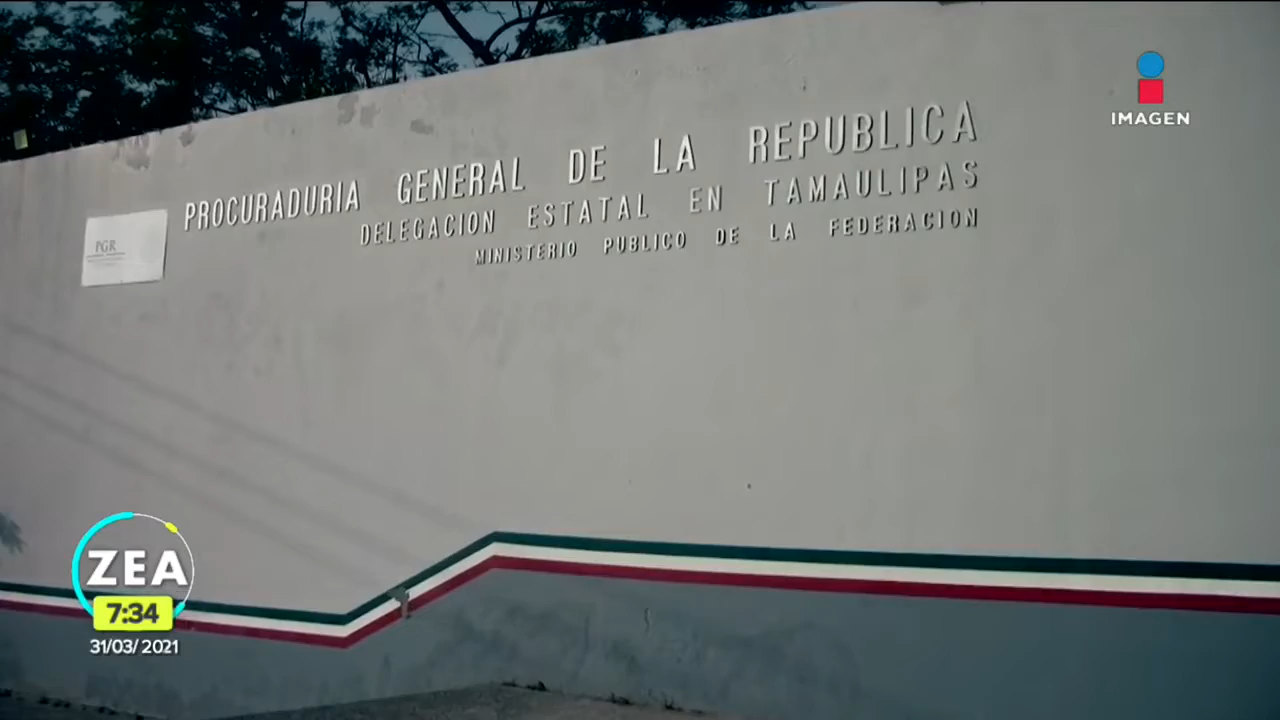 IMAGEN
PROCURADURIA GENERAL DE LA REPUBLICA
DELEGACION ESTATAL EN TAMAULIPAS
MINISTERIO PUBLICO DE LA FEDERACION
PGR
ZEA
7:34
31/03/2021